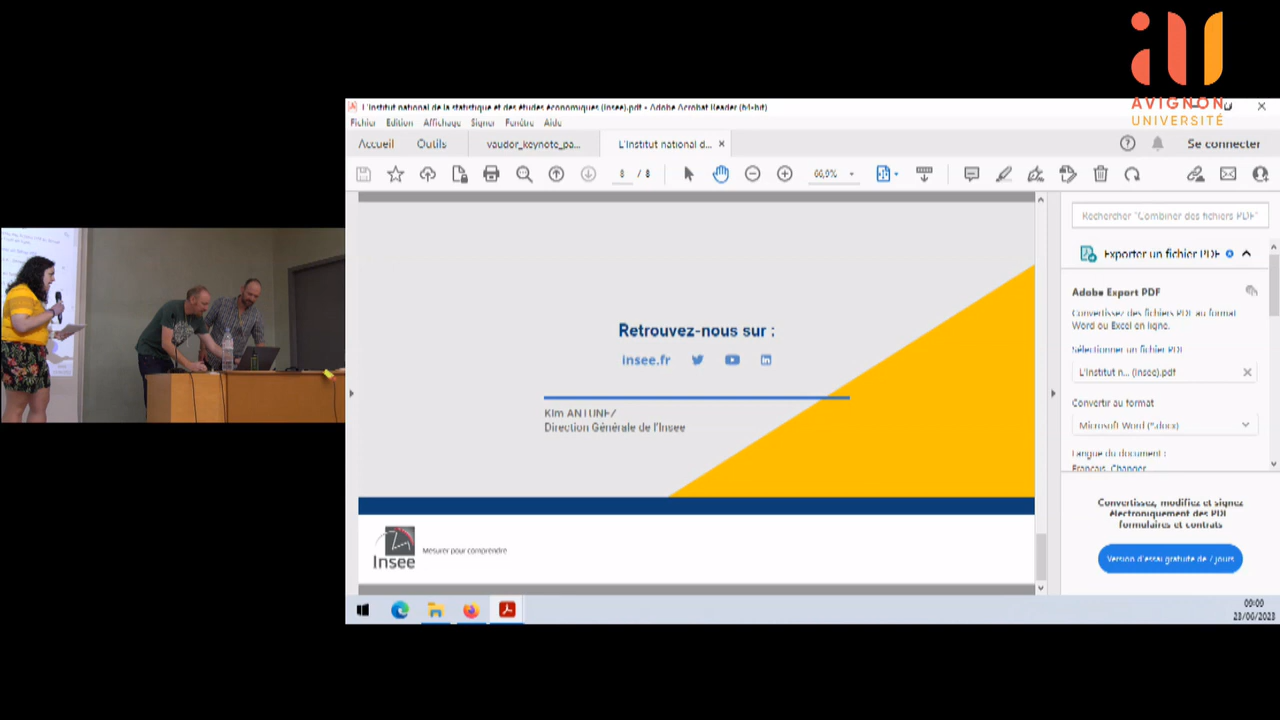 AVIGNON
UNIVERSITÉ
L'Institut national de la statistique et des études économiques (Insee).pdf - Adobe Acrobat Reader (64-bit)
Fichier Edition Affichage Signer Fenêtre Aide
Accueil Outils vaudor_keynote_pa... L'Institut national d... ×
Se connecter
8 / 8 66,9%
Rechercher "Combiner des fichiers PDF"
Exporter un fichier PDF
Adobe Export PDF
Convertissez des fichiers PDF au format
Word ou Excel en ligne.
Sélectionner un fichier PDF
L'Institut n... (Insee).pdf
Convertir au format
Microsoft Word (*.docx)
Langue du document :
Français Changer
Convertissez, modifiez et signez
électroniquement des PDF
formulaires et contrats
Version d'essai gratuite de 7 jours
Retrouvez-nous sur :
insee.fr
Kim ANTUNEZ
Direction Générale de l'Insee
Insee
Mesurer pour comprendre
00:00
23/06/2023